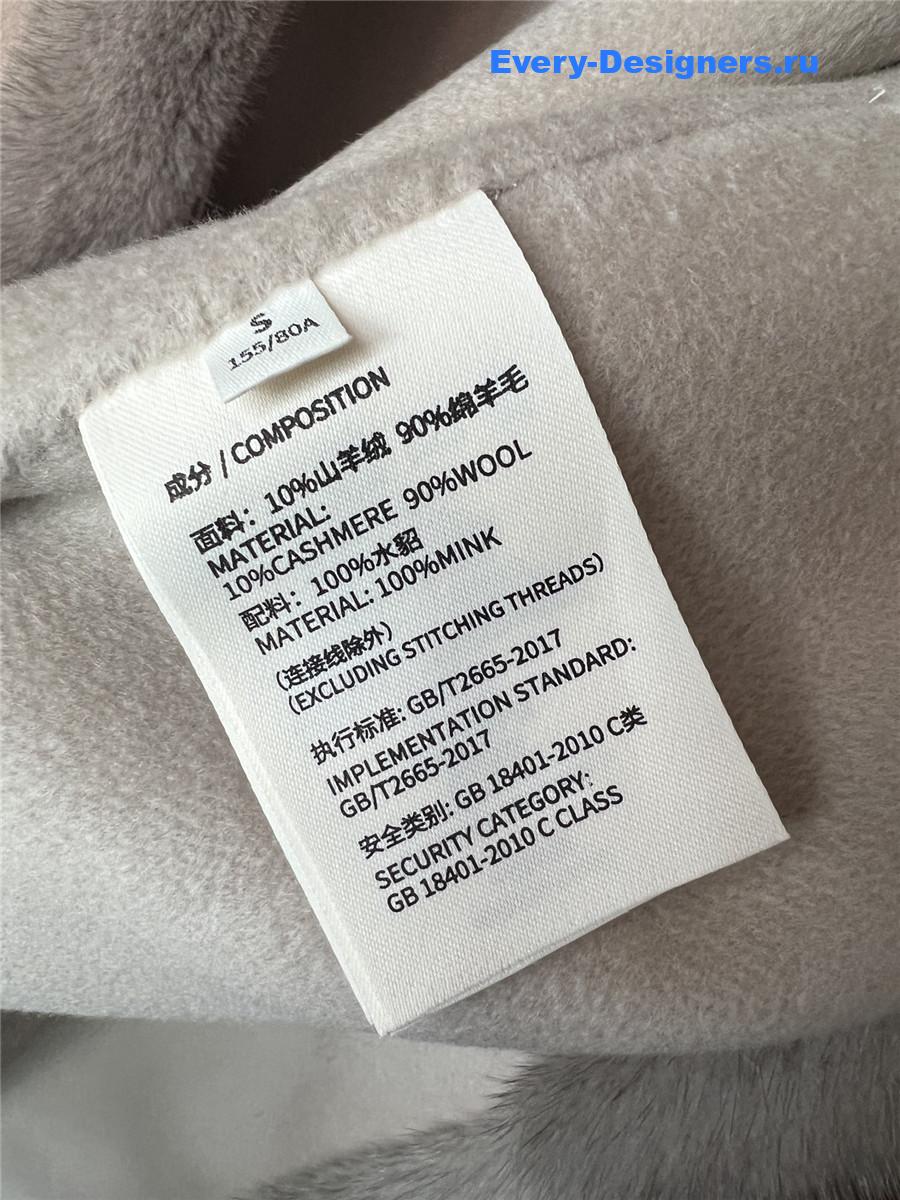 Every-Designers.ru
S
155/80A
成分 / COMPOSITION
面料：10%山羊绒 90%绵羊毛
MATERIAL:
10%CASHMERE 90%WOOL
配料：100%水貂
MATERIAL: 100%MINK
(连接线除外)
(EXCLUDING STITCHING THREADS)
执行标准: GB/T2665-2017
IMPLEMENTATION STANDARD:
GB/T2665-2017
安全类别: GB 18401-2010 C类
SECURITY CATEGORY:
GB 18401-2010 C CLASS